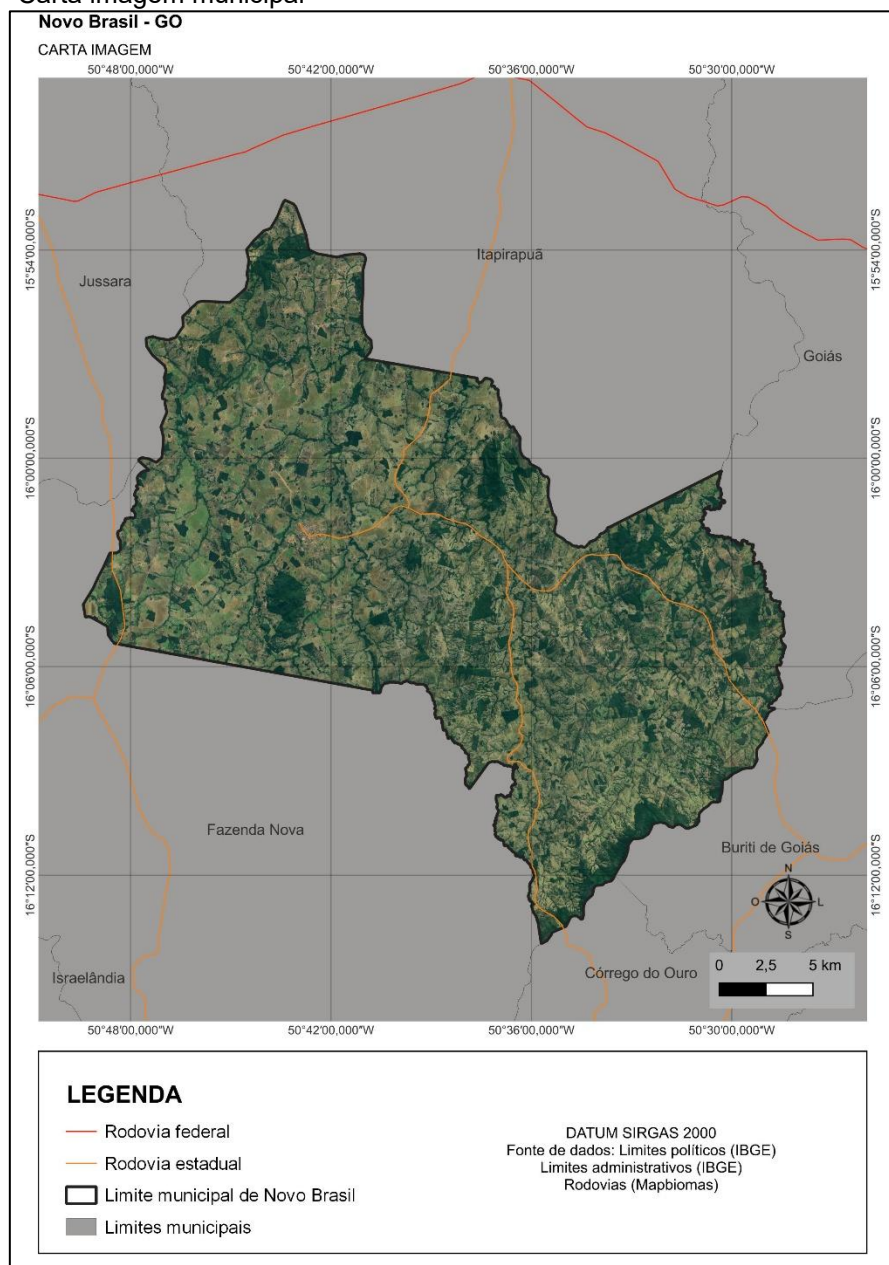 Carta imagem municipal
Novo Brasil - GO
CARTA IMAGEM
50°48'00,000"W 50°42'00,000"W 50°36'00,000"W 50°30'00,000"W
15°54'00,000"S 15°54'00,000"S
Itapirapuã
Jussara
Goiás
16°00'00,000"S 16°00'00,000"S
16°06'00,000"S 16°06'00,000"S
Fazenda Nova
Buriti de Goiás
16°12'00,000"S 16°12'00,000"S
N
O L
S
Israelândia
Córrego do Ouro
0 2,5 5 km
50°48'00,000"W 50°42'00,000"W 50°36'00,000"W 50°30'00,000"W
LEGENDA
Rodovia federal
Rodovia estadual
Limite municipal de Novo Brasil
Limites municipais
DATUM SIRGAS 2000
Fonte de dados: Limites políticos (IBGE)
Limites administrativos (IBGE)
Rodovias (Mapbiomas)